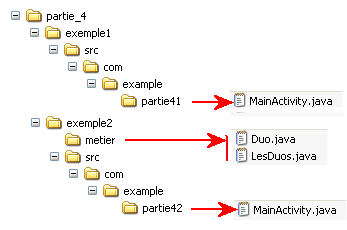 partie_4
exemple1
src
com
example
partie41 MainActivity.java
exemple2
metier Duo.java
LesDuos.java
src
com
example
partie42 MainActivity.java